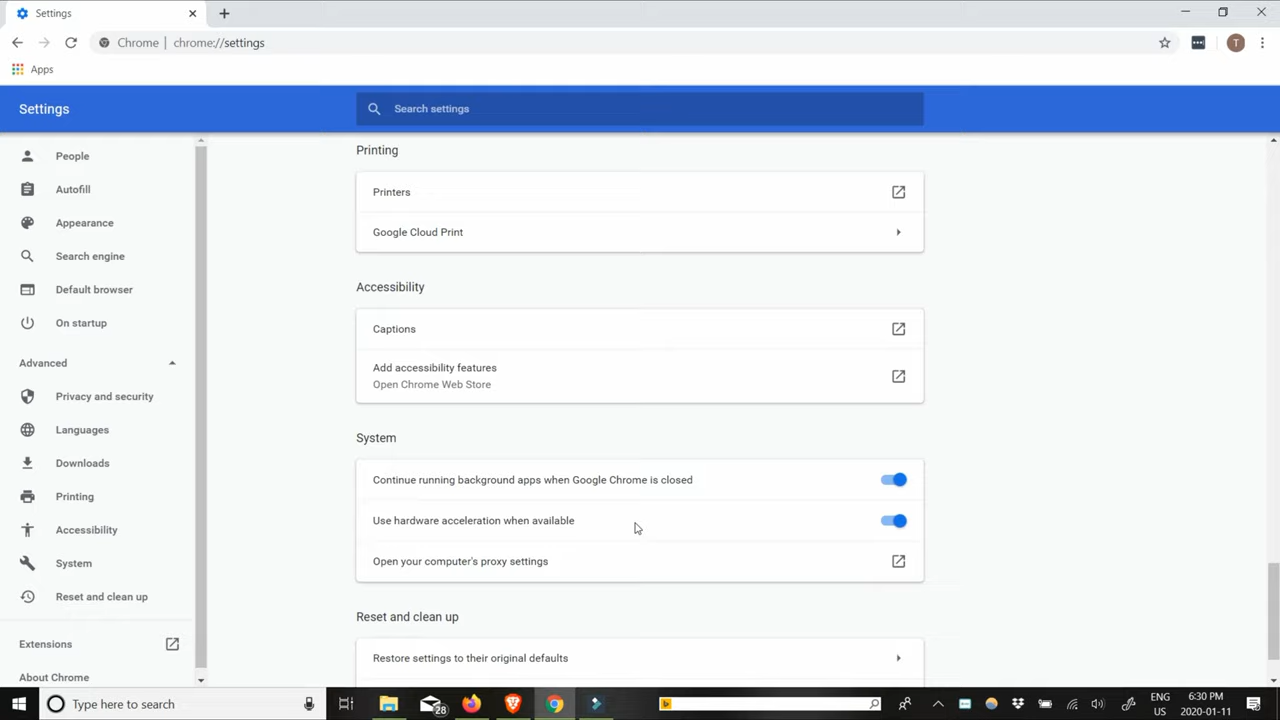 Settings
Chrome | chrome://settings
T
Apps
Settings
Search settings
People
Autofill
Appearance
Search engine
Default browser
On startup
Advanced
Privacy and security
Languages
Downloads
Printing
Accessibility
System
Reset and clean up
Extensions
About Chrome
Printing
Printers
Google Cloud Print
Accessibility
Captions
Add accessibility features
Open Chrome Web Store
System
Continue running background apps when Google Chrome is closed
Use hardware acceleration when available
Open your computer's proxy settings
Reset and clean up
Restore settings to their original defaults
Type here to search
28
ENG
US
6:30 PM
2020-01-11